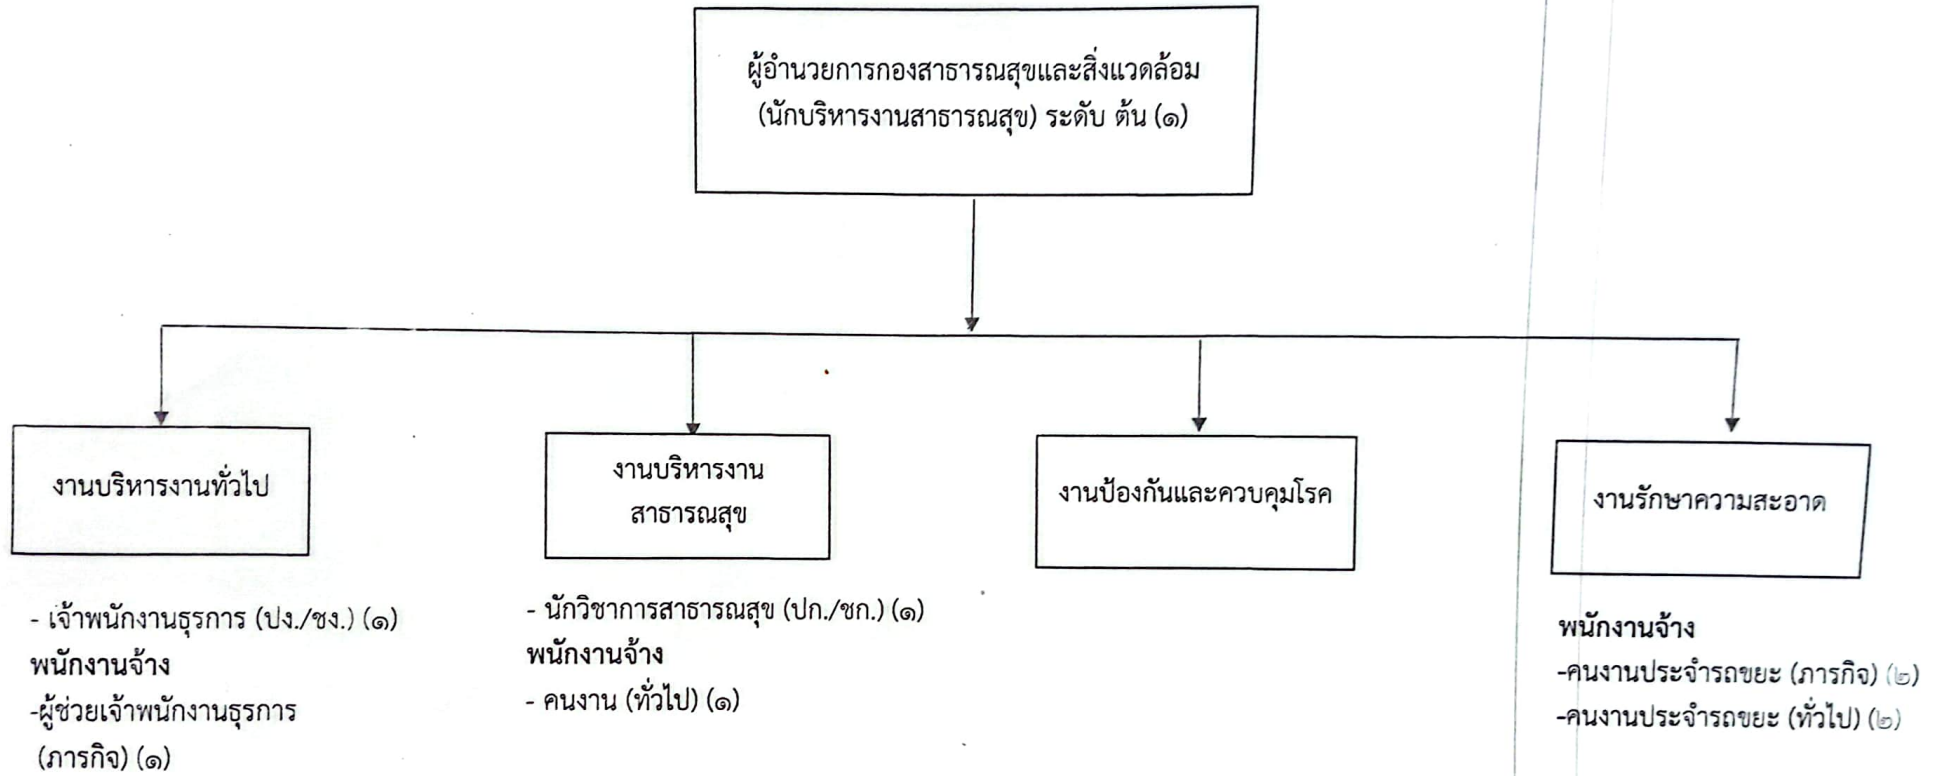 ผู้อำนวยการกองสาธารณสุขและสิ่งแวดล้อม
(นักบริหารงานสาธารณสุข) ระดับ ต้น (๑)
งานบริหารงานทั่วไป
- เจ้าพนักงานธุรการ (ปง./ชง.) (๑)
พนักงานจ้าง
-ผู้ช่วยเจ้าพนักงานธุรการ
(ภารกิจ) (๑)
งานบริหารงาน
สาธารณสุข
- นักวิชาการสาธารณสุข (ปก./ชก.) (๑)
พนักงานจ้าง
- คนงาน (ทั่วไป) (๑)
งานป้องกันและควบคุมโรค
งานรักษาความสะอาด
พนักงานจ้าง
-คนงานประจำรถขยะ (ภารกิจ) (๒)
-คนงานประจำรถขยะ (ทั่วไป) (๒)